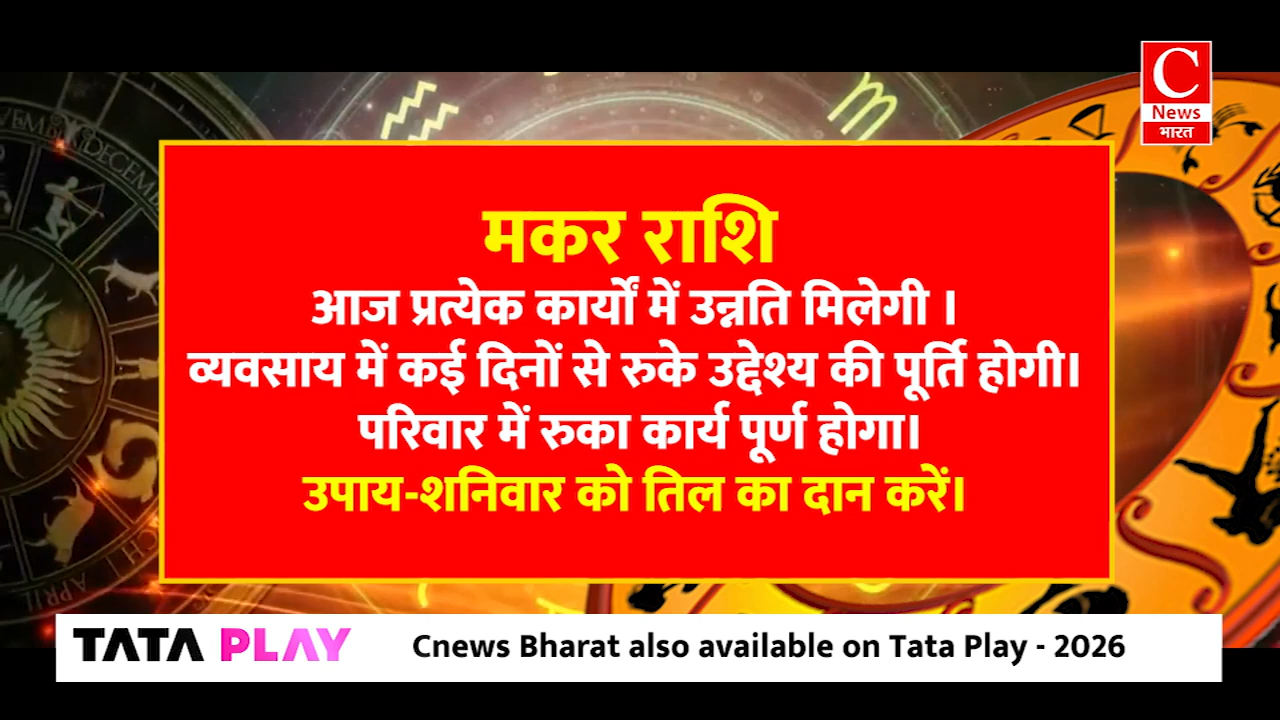 C
News
भारत
मकर राशि
आज प्रत्येक कार्यों में उन्नति मिलेगी ।
व्यवसाय में कई दिनों से रुके उद्देश्य की पूर्ति होगी।
परिवार में रुका कार्य पूर्ण होगा।
उपाय-शनिवार को तिल का दान करें।
TATA PLAY
Cnews Bharat also available on Tata Play - 2026